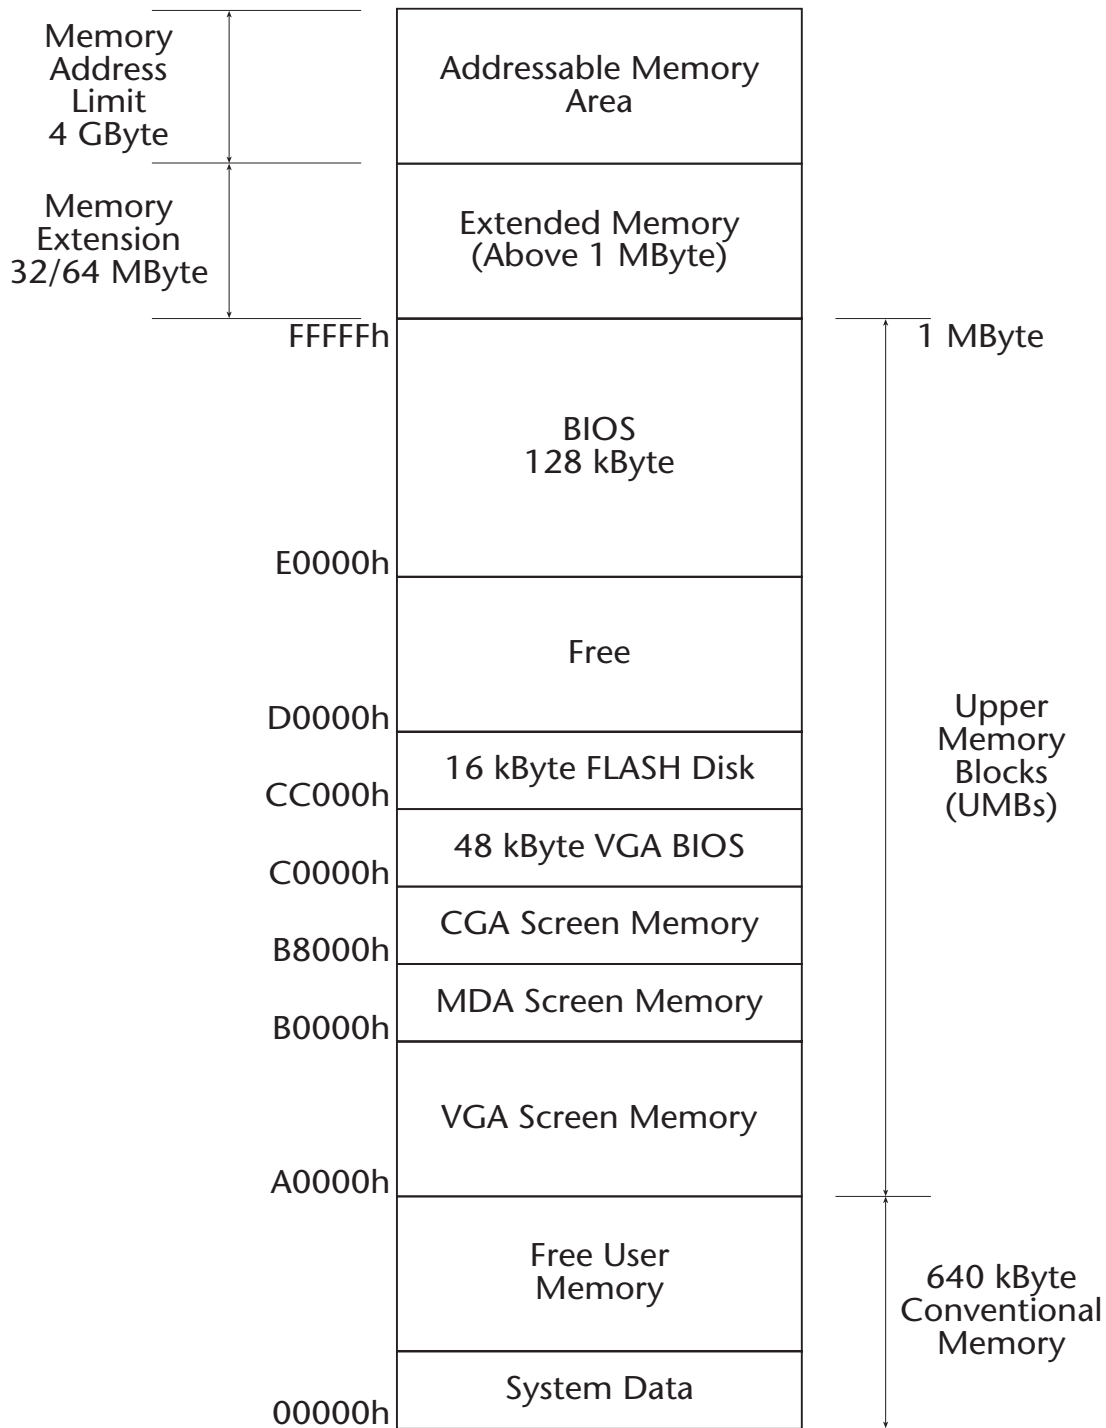 Memory
Address
Limit
4 GByte
Addressable Memory
Area
Memory
Extension
32/64 MByte
Extended Memory
(Above 1 MByte)
FFFFFh
1 MByte
BIOS
128 kByte
E0000h
Free
D0000h
Upper
Memory
Blocks
(UMBs)
16 kByte FLASH Disk
CC000h
48 kByte VGA BIOS
C0000h
CGA Screen Memory
B8000h
MDA Screen Memory
B0000h
VGA Screen Memory
A0000h
Free User
Memory
640 kByte
Conventional
Memory
System Data
00000h